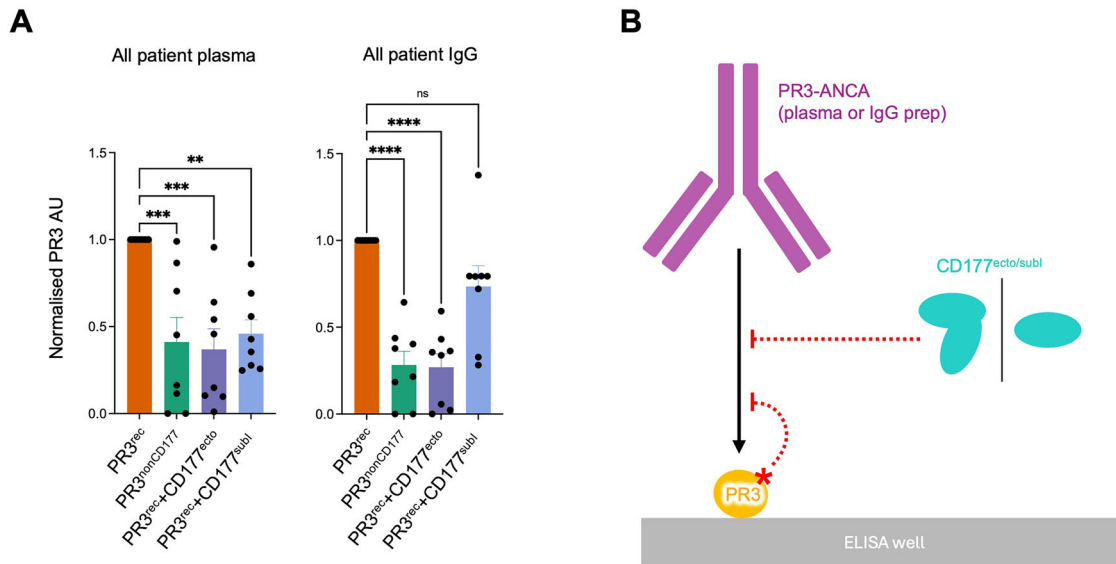 A
All patient plasma
All patient IgG
Normalised PR3 AU
1.5
1.0
0.5
0.0
**
***
***
PR3rec
PR3nonCD177
PR3rec+CD177ecto
PR3rec+CD177subl
1.5
1.0
0.5
0.0
ns
****
****
PR3rec
PR3nonCD177
PR3rec+CD177ecto
PR3rec+CD177subl
B
PR3-ANCA
(plasma or IgG prep)
CD177ecto/subl
*
PR3
ELISA well